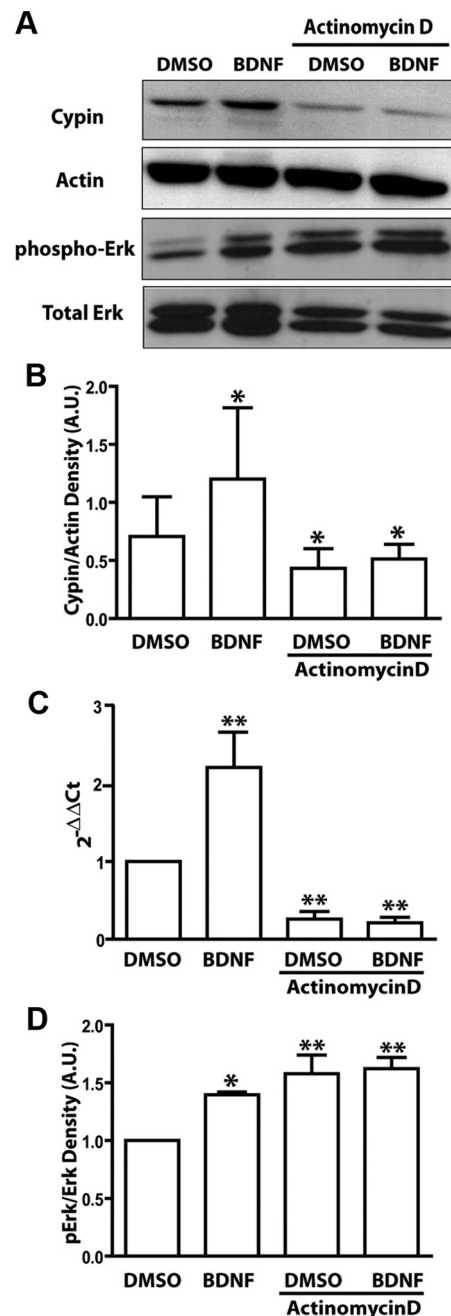 A
Actinomycin D
DMSO BDNF DMSO BDNF
Cypin
Actin
phospho-Erk
Total Erk
B
Cypin/Actin Density (A.U.)
2.0
*
1.5
1.0
* *
0.5
0.0
DMSO BDNF DMSO BDNF
ActinomycinD
C
2^-ΔΔCt
3
**
2
1
** **
0
DMSO BDNF DMSO BDNF
ActinomycinD
D
pErk/Erk Density (A.U.)
2.0
** **
*
1.5
1.0
0.5
0.0
DMSO BDNF DMSO BDNF
ActinomycinD